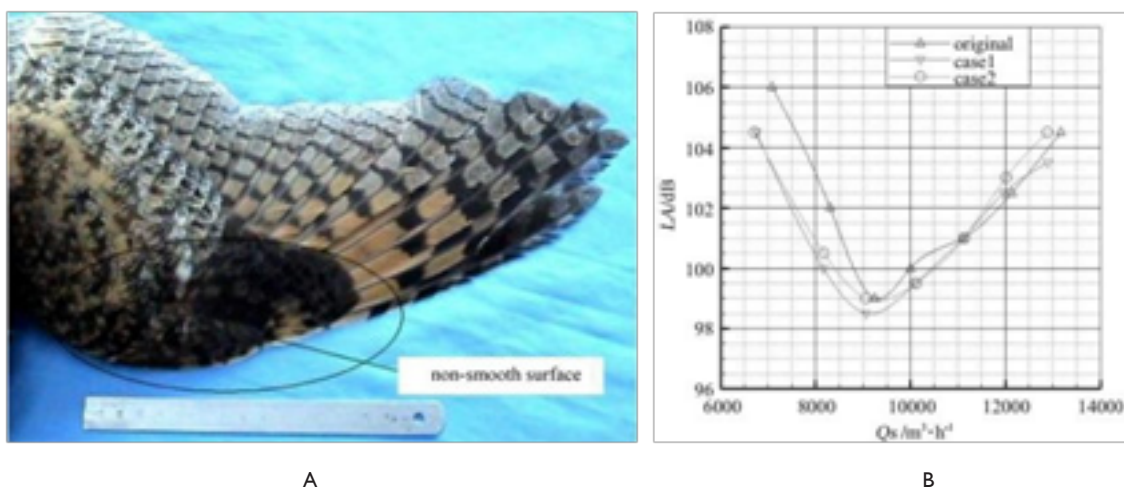 non-smooth surface
A
108
106
104
102
100
98
96
LA/dB
original
case1
case2
6000 8000 10000 12000 14000
Qs /m³·h⁻¹
B